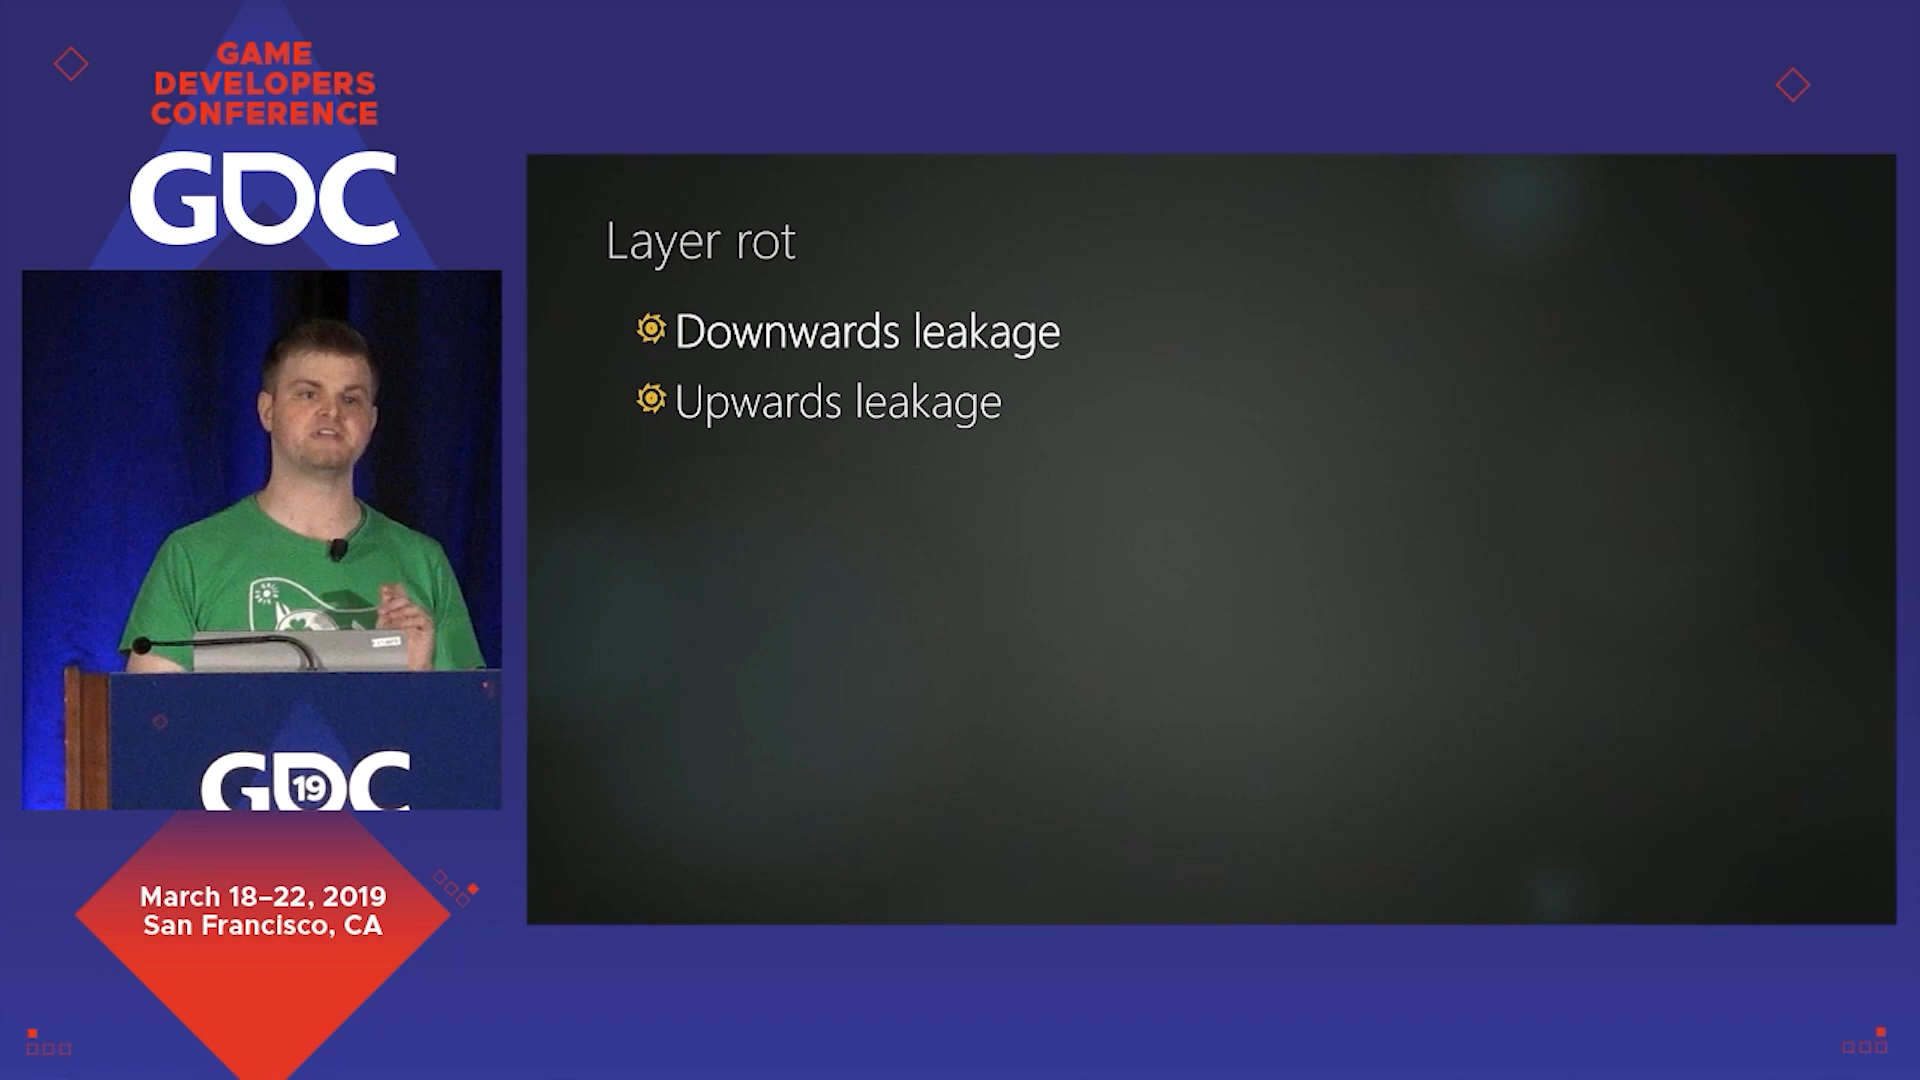 GAME
DEVELOPERS
CONFERENCE
GDC
Layer rot
Downwards leakage
Upwards leakage
GDC
19
March 18–22, 2019
San Francisco, CA